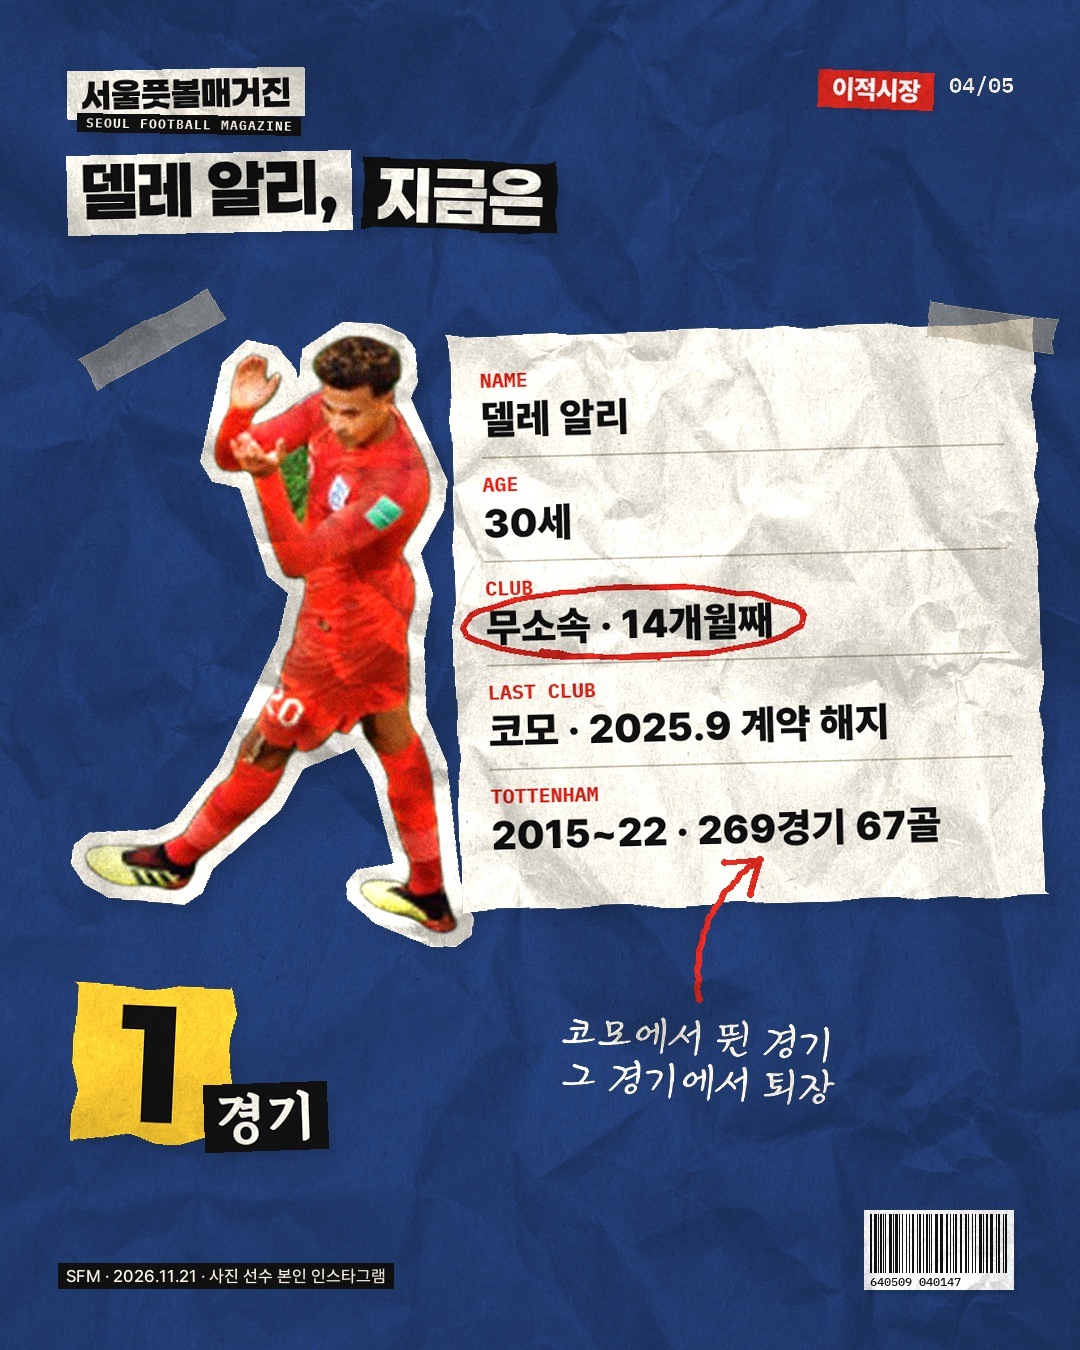 서울풋볼매거진
SEOUL FOOTBALL MAGAZINE
이적시장 04/05
델레 알리, 지금은
NAME
델레 알리
AGE
30세
CLUB
무소속 · 14개월째
LAST CLUB
코모 · 2025.9 계약 해지
TOTTENHAM
2015~22 · 269경기 67골
20
코모에서 뛴 경기
그 경기에서 퇴장
1
경기
SFM · 2026.11.21 · 사진 선수 본인 인스타그램
640509 040147